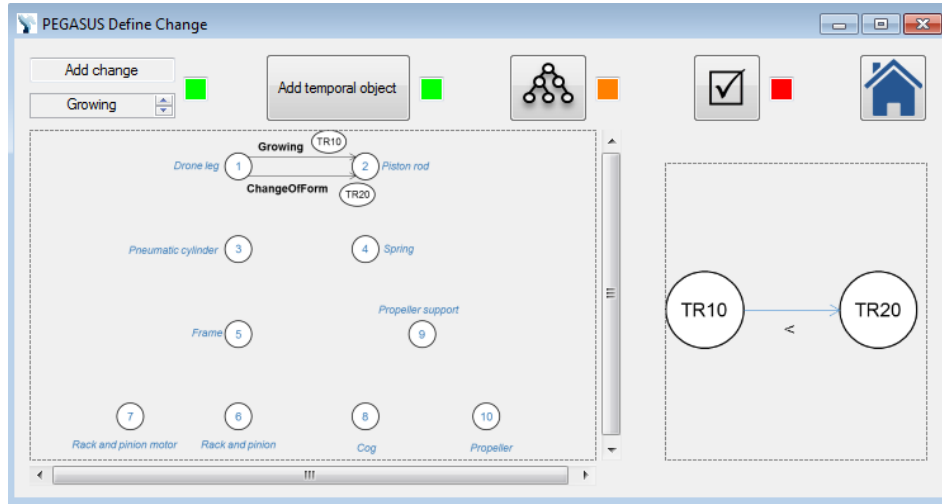 PEGASUS Define Change
Add change
Growing
Add temporal object
Growing TR10
Drone leg 1 2 Piston rod
ChangeOfForm TR20
Pneumatic cylinder 3 4 Spring
Propeller support
Frame 5 9
7 6 8 10
Rack and pinion motor Rack and pinion Cog Propeller
TR10 TR20
<